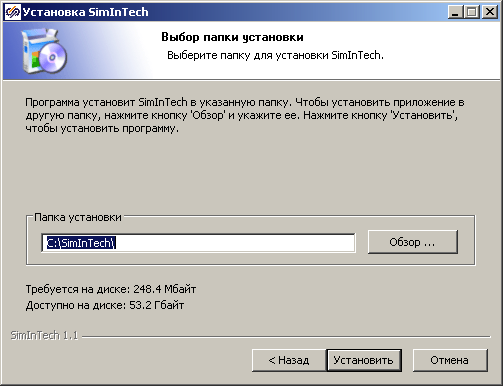 Установка SimInTech
Выбор папки установки
Выберите папку для установки SimInTech.
Программа установит SimInTech в указанную папку. Чтобы установить приложение в
другую папку, нажмите кнопку 'Обзор' и укажите ее. Нажмите кнопку 'Установить',
чтобы установить программу.
Папка установки
C:\SimInTech\
Обзор ...
Требуется на диске: 248.4 Мбайт
Доступно на диске: 53.2 Гбайт
SimInTech 1.1
< Назад
Установить
Отмена